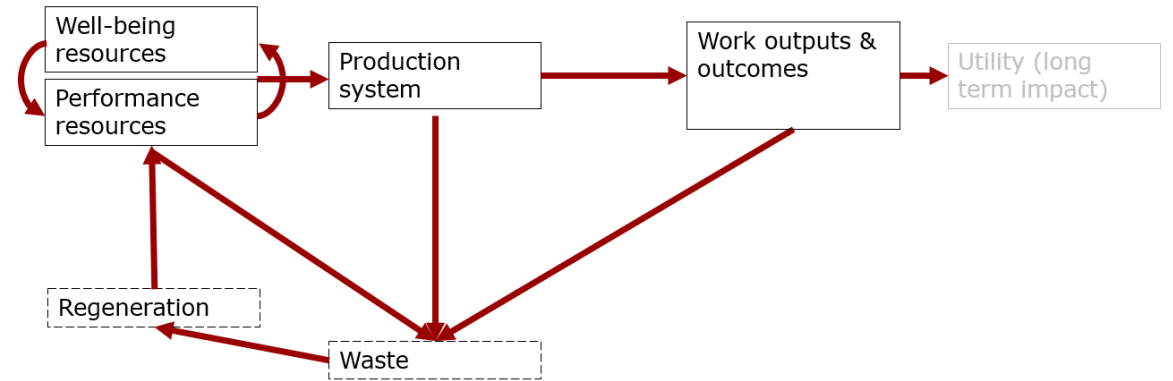 Well-being
resources
Performance
resources
Production
system
Work outputs &
outcomes
Utility (long
term impact)
Regeneration
Waste